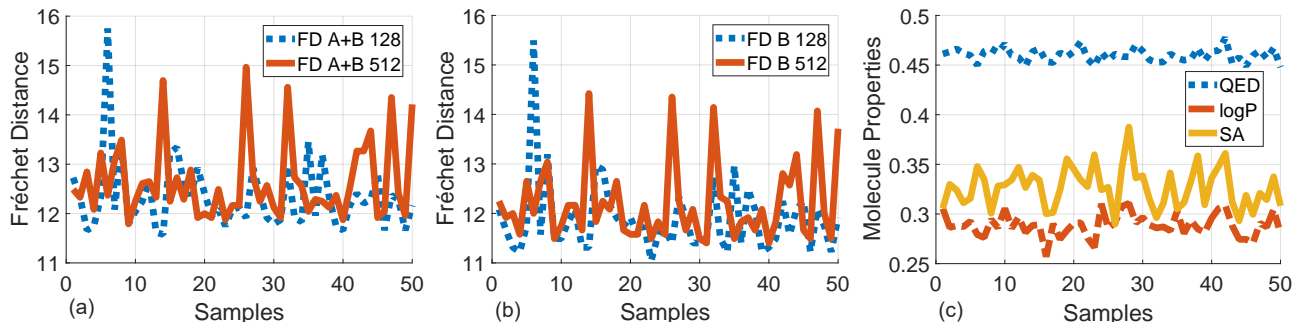 Fréchet Distance
16
15
14
13
12
11
0
10
20
30
40
50
FD A+B 128
FD A+B 512
(a)
Samples
Fréchet Distance
16
15
14
13
12
11
0
10
20
30
40
50
FD B 128
FD B 512
(b)
Samples
Molecule Properties
0.5
0.45
0.4
0.35
0.3
0.25
0
10
20
30
40
50
QED
logP
SA
(c)
Samples